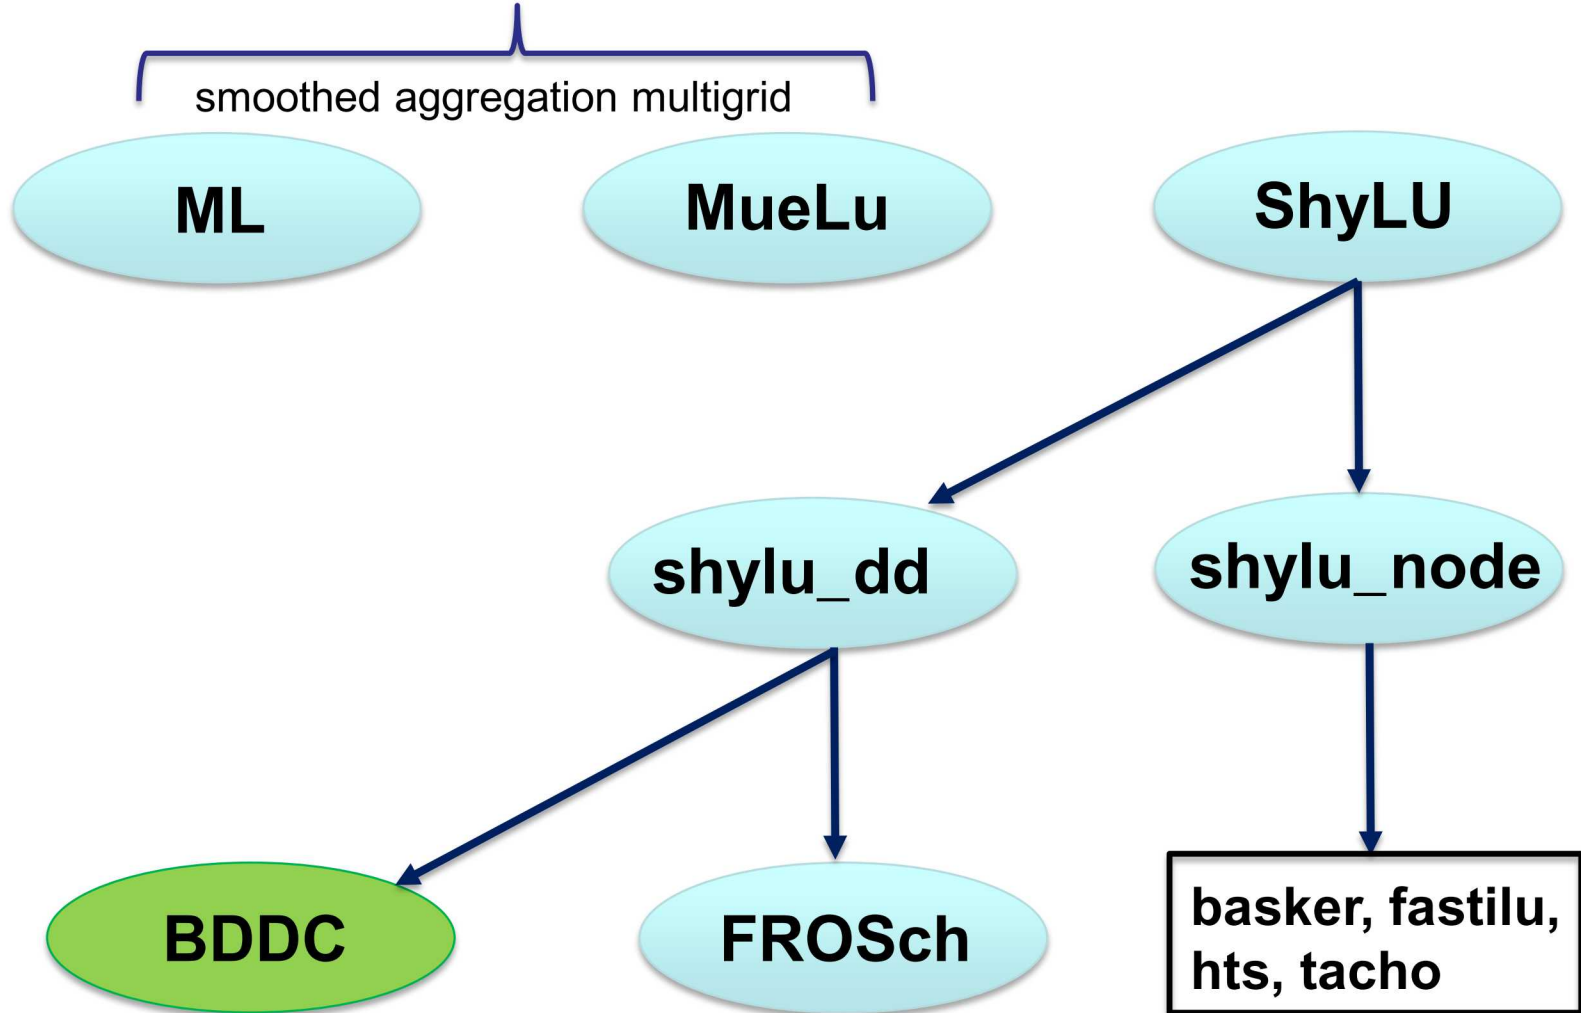 smoothed aggregation multigrid
ML
MueLu
ShyLU
shylu_dd
shylu_node
BDDC
FROSch
basker, fastilu,
hts, tacho